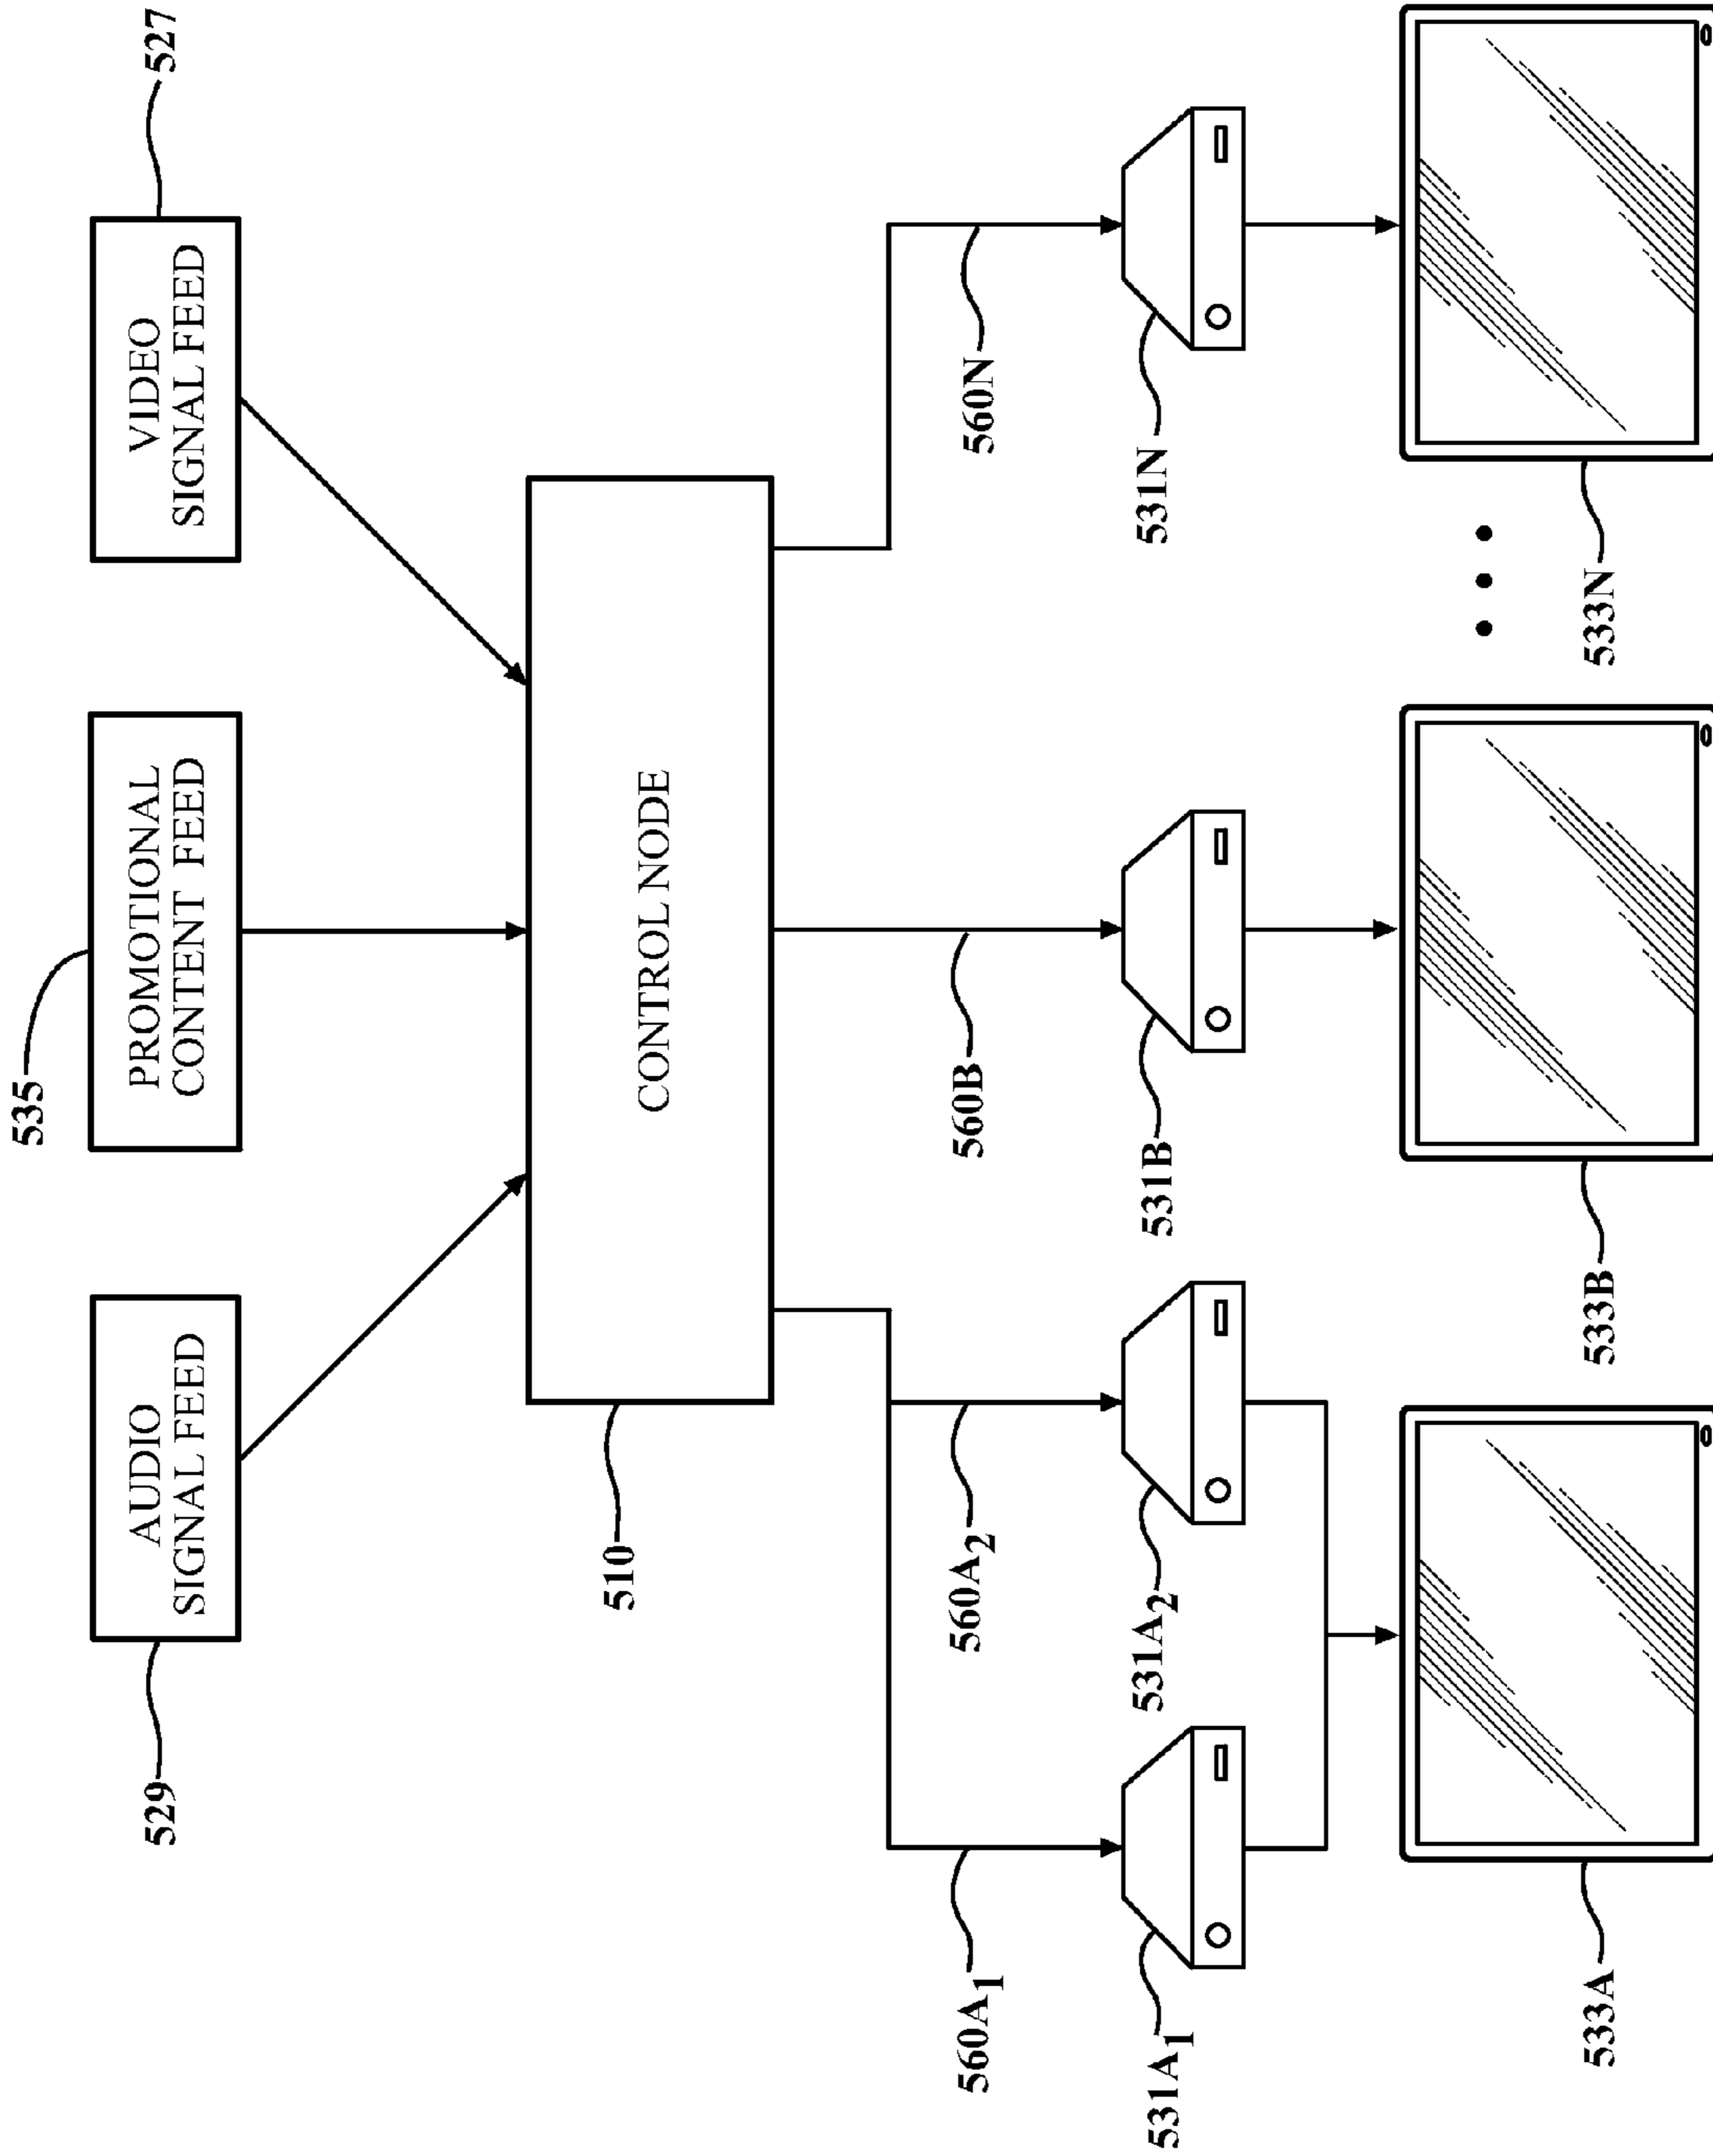 535
529
AUDIO
SIGNAL FEED
PROMOTIONAL
CONTENT FEED
VIDEO
SIGNAL FEED
527
510
CONTROL NODE
560A1
560A2
560B
560N
531A1
531A2
531B
531N
533A
533B
533N